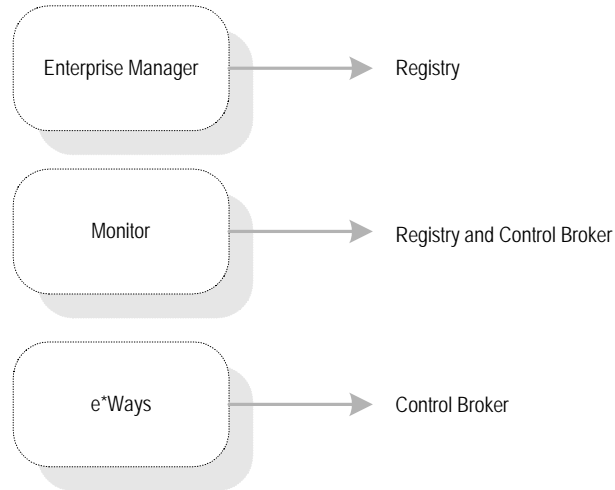 Enterprise Manager
Registry
Monitor
Registry and Control Broker
e*Ways
Control Broker